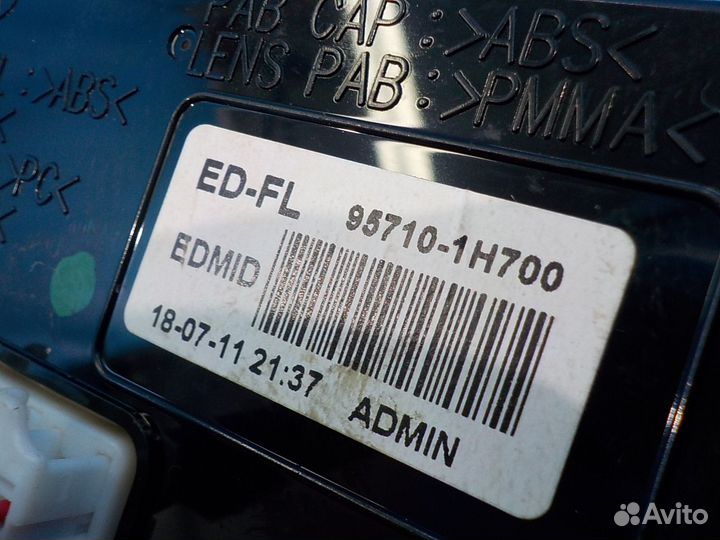 PAB CAP : >ABS<
LENS PAB : >PMMA<
: >ABS<
>PC<
ED-FL 95710-1H700
EDMID
18-07-11 21:37 ADMIN
Avito